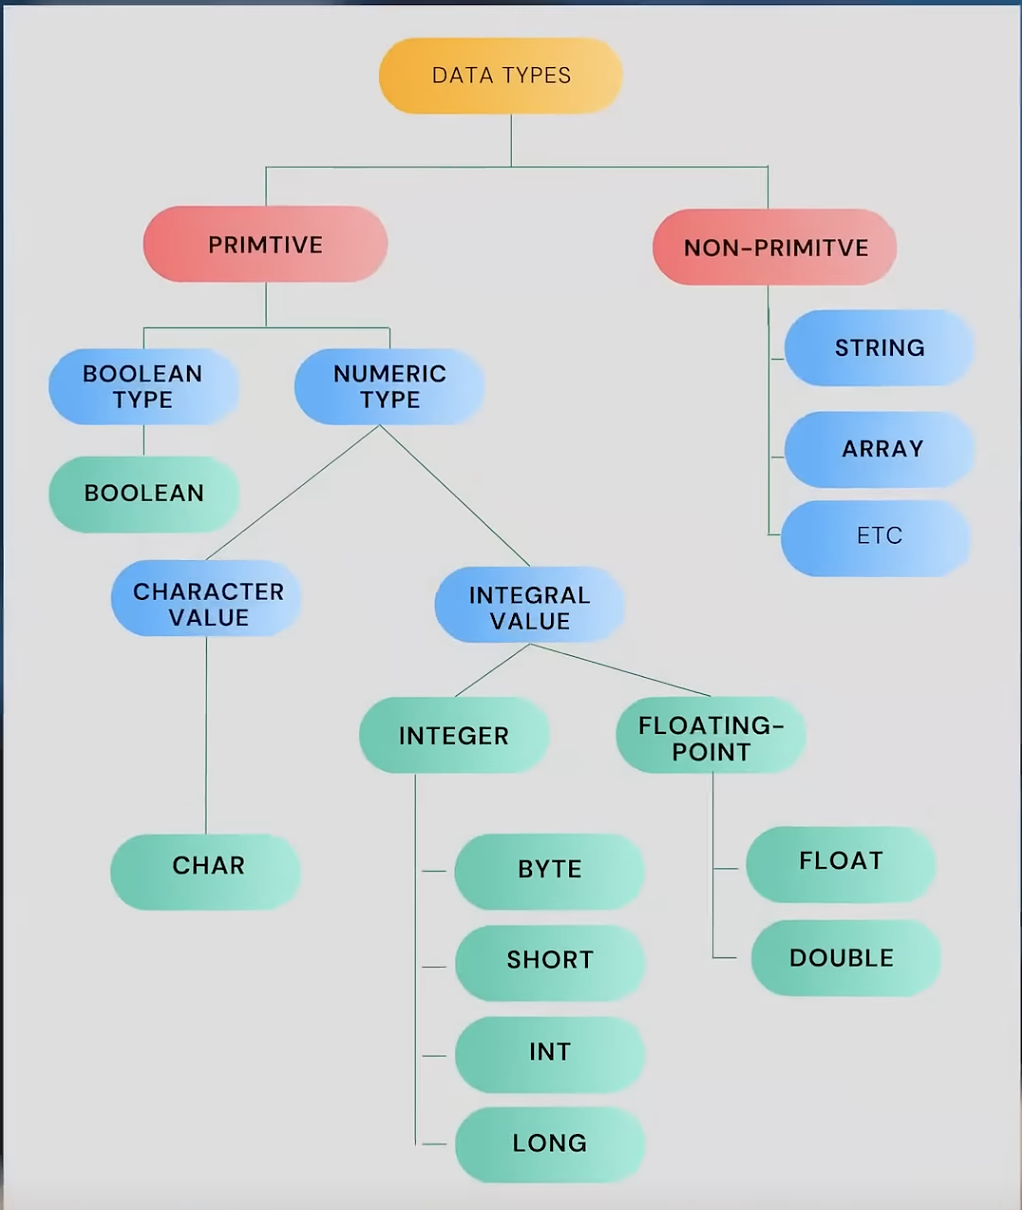 DATA TYPES
PRIMTIVE
NON-PRIMITVE
STRING
BOOLEAN
TYPE
NUMERIC
TYPE
ARRAY
BOOLEAN
ETC
CHARACTER
VALUE
INTEGRAL
VALUE
INTEGER
FLOATING-
POINT
CHAR
BYTE
FLOAT
SHORT
DOUBLE
INT
LONG